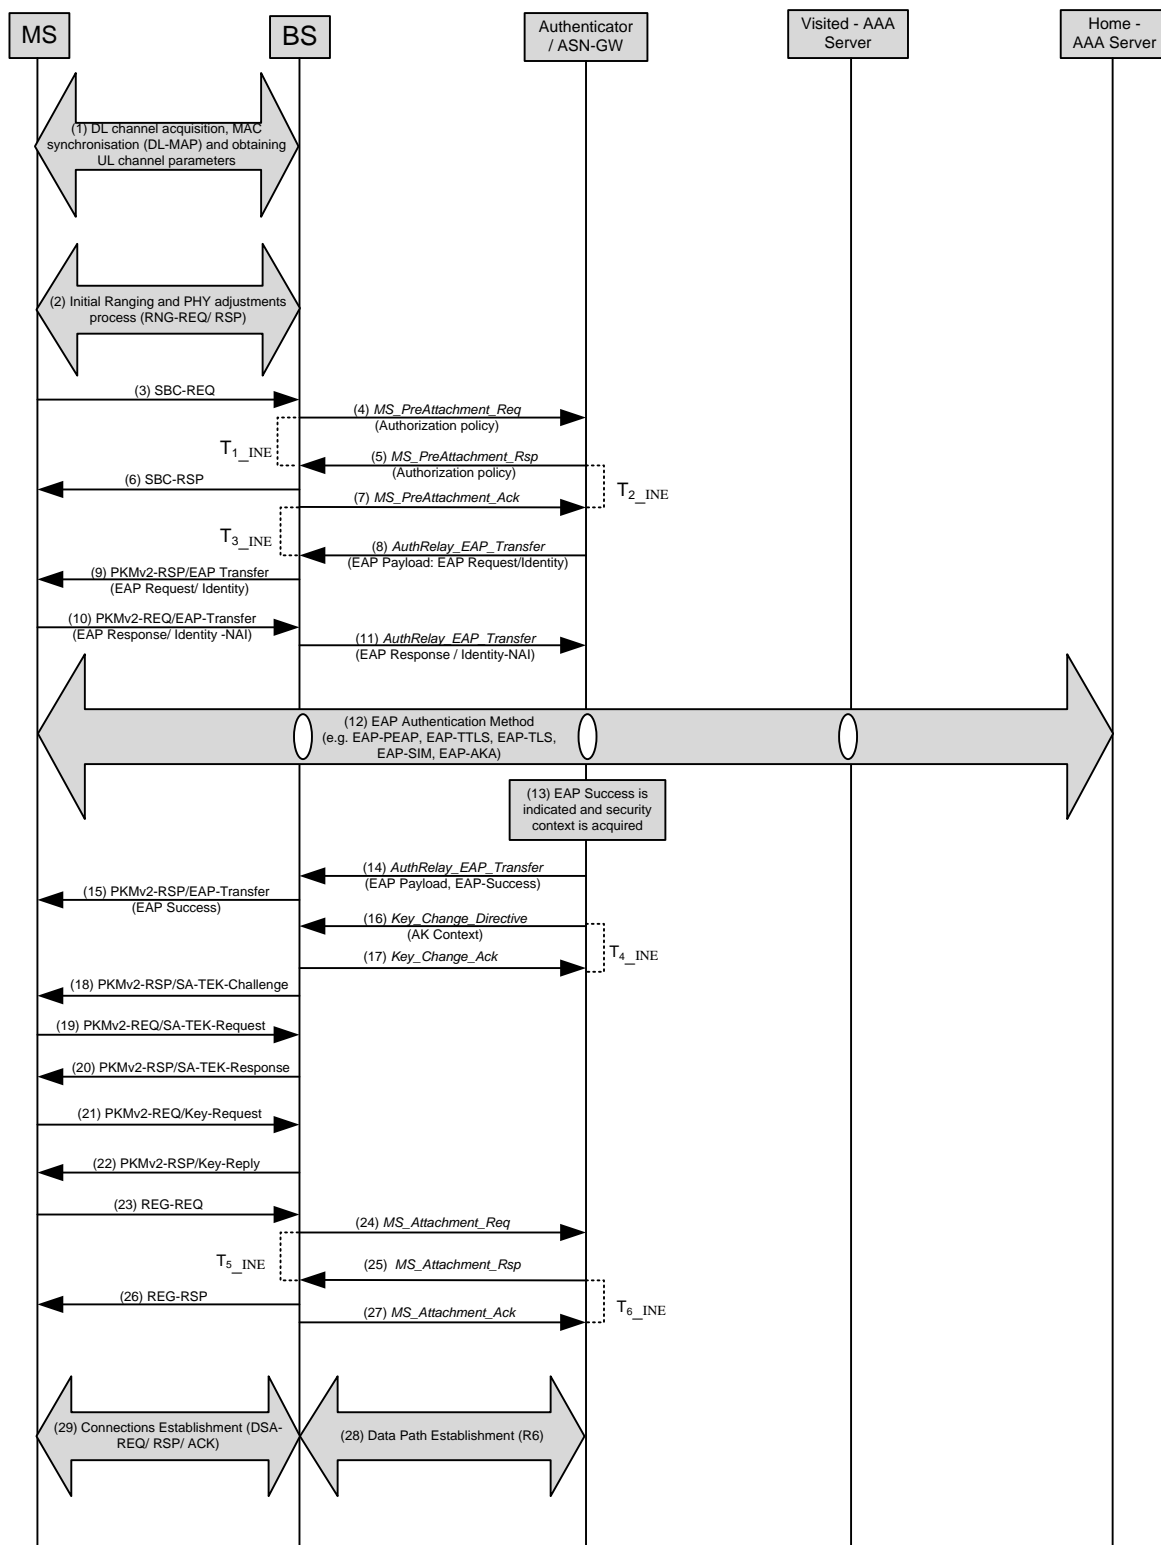 MS
BS
Authenticator
/ ASN-GW
Visited - AAA
Server
Home -
AAA Server
(1) DL channel acquisition, MAC
synchronisation (DL-MAP) and obtaining
UL channel parameters
(2) Initial Ranging and PHY adjustments
process (RNG-REQ/ RSP)
(3) SBC-REQ
(4) MS_PreAttachment_Req
(Authorization policy)
T1_INE
(5) MS_PreAttachment_Rsp
(Authorization policy)
(6) SBC-RSP
T2_INE
(7) MS_PreAttachment_Ack
T3_INE
(8) AuthRelay_EAP_Transfer
(EAP Payload: EAP Request/Identity)
(9) PKMv2-RSP/EAP Transfer
(EAP Request/ Identity)
(10) PKMv2-REQ/EAP-Transfer
(EAP Response/ Identity -NAI)
(11) AuthRelay_EAP_Transfer
(EAP Response / Identity-NAI)
(12) EAP Authentication Method
(e.g. EAP-PEAP, EAP-TTLS, EAP-TLS,
EAP-SIM, EAP-AKA)
(13) EAP Success is
indicated and security
context is acquired
(14) AuthRelay_EAP_Transfer
(EAP Payload, EAP-Success)
(15) PKMv2-RSP/EAP-Transfer
(EAP Success)
(16) Key_Change_Directive
(AK Context)
T4_INE
(17) Key_Change_Ack
(18) PKMv2-RSP/SA-TEK-Challenge
(19) PKMv2-REQ/SA-TEK-Request
(20) PKMv2-RSP/SA-TEK-Response
(21) PKMv2-REQ/Key-Request
(22) PKMv2-RSP/Key-Reply
(23) REG-REQ
(24) MS_Attachment_Req
T5_INE
(25) MS_Attachment_Rsp
(26) REG-RSP
T6_INE
(27) MS_Attachment_Ack
(29) Connections Establishment (DSA-
REQ/ RSP/ ACK)
(28) Data Path Establishment (R6)